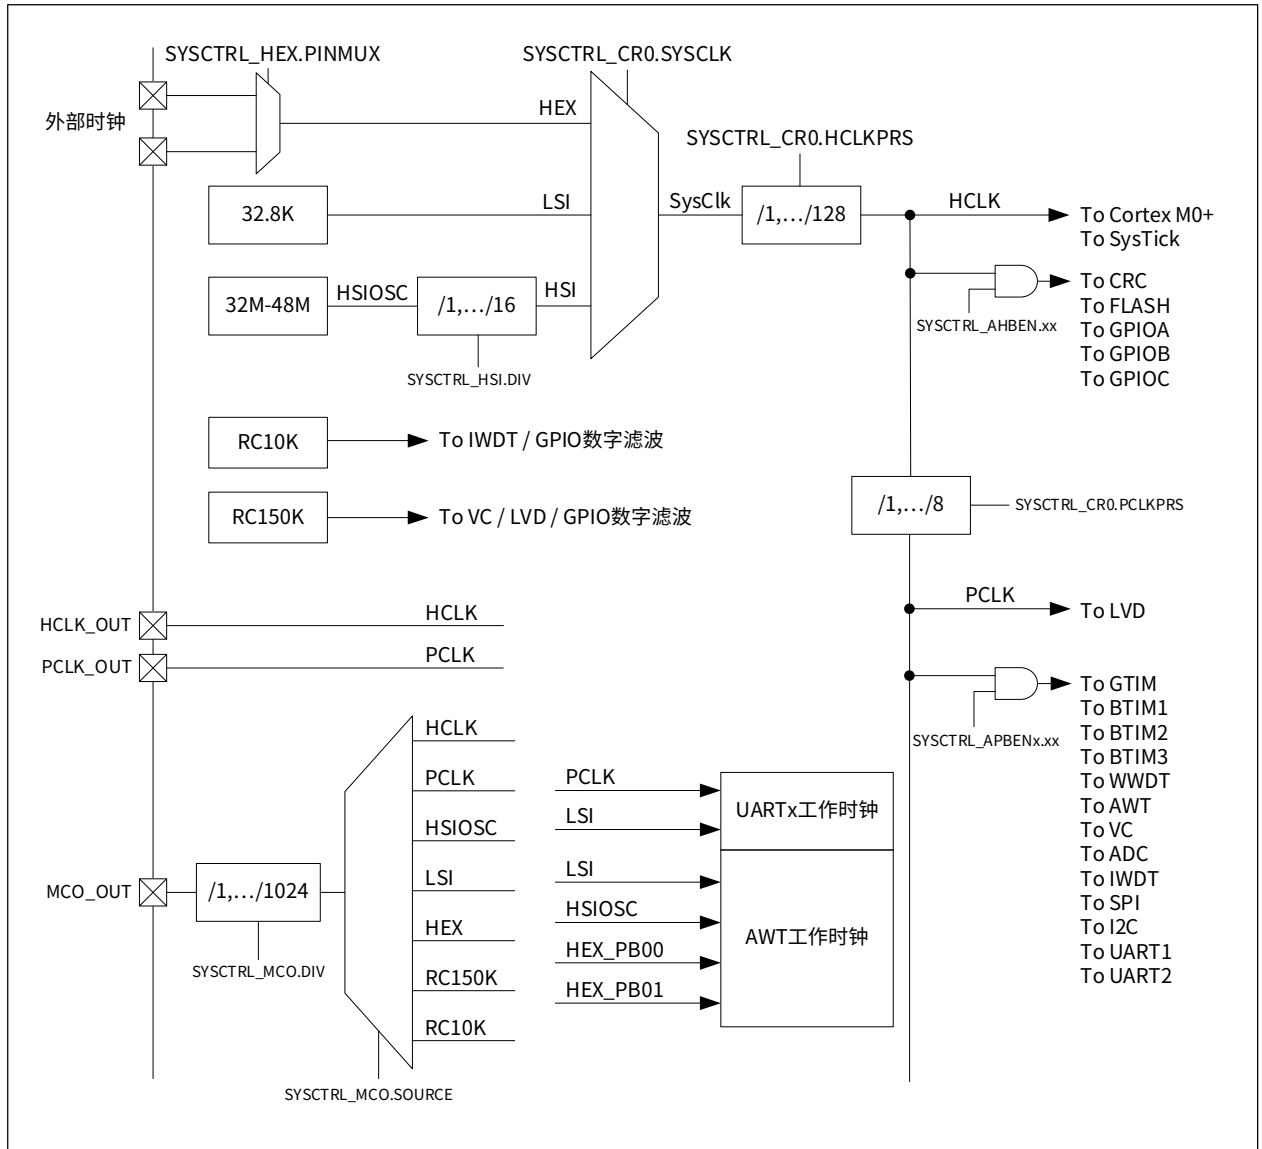 SYSCTRL_HEX.PINMUX
SYSCTRL_CR0.SYSCLK
外部时钟
HEX
SYSCTRL_CR0.HCLKPRS
32.8K
LSI
SysClk
/1,…/128
HCLK
To Cortex M0+
To SysTick
32M-48M
HSIOSC
/1,…/16
HSI
SYSCTRL_HSI.DIV
SYSCTRL_AHBEN.xx
To CRC
To FLASH
To GPIOA
To GPIOB
To GPIOC
RC10K
To IWDT / GPIO数字滤波
RC150K
To VC / LVD / GPIO数字滤波
/1,…/8
SYSCTRL_CR0.PCLKPRS
HCLK_OUT
HCLK
PCLK_OUT
PCLK
PCLK
To LVD
SYSCTRL_APBENx.xx
To GTIM
To BTIM1
To BTIM2
To BTIM3
To WWDT
To AWT
To VC
To ADC
To IWDT
To SPI
To I2C
To UART1
To UART2
MCO_OUT
/1,…/1024
SYSCTRL_MCO.DIV
HCLK
PCLK
HSIOSC
LSI
HEX
RC150K
RC10K
SYSCTRL_MCO.SOURCE
PCLK
LSI
UARTx工作时钟
LSI
HSIOSC
HEX_PB00
HEX_PB01
AWT工作时钟